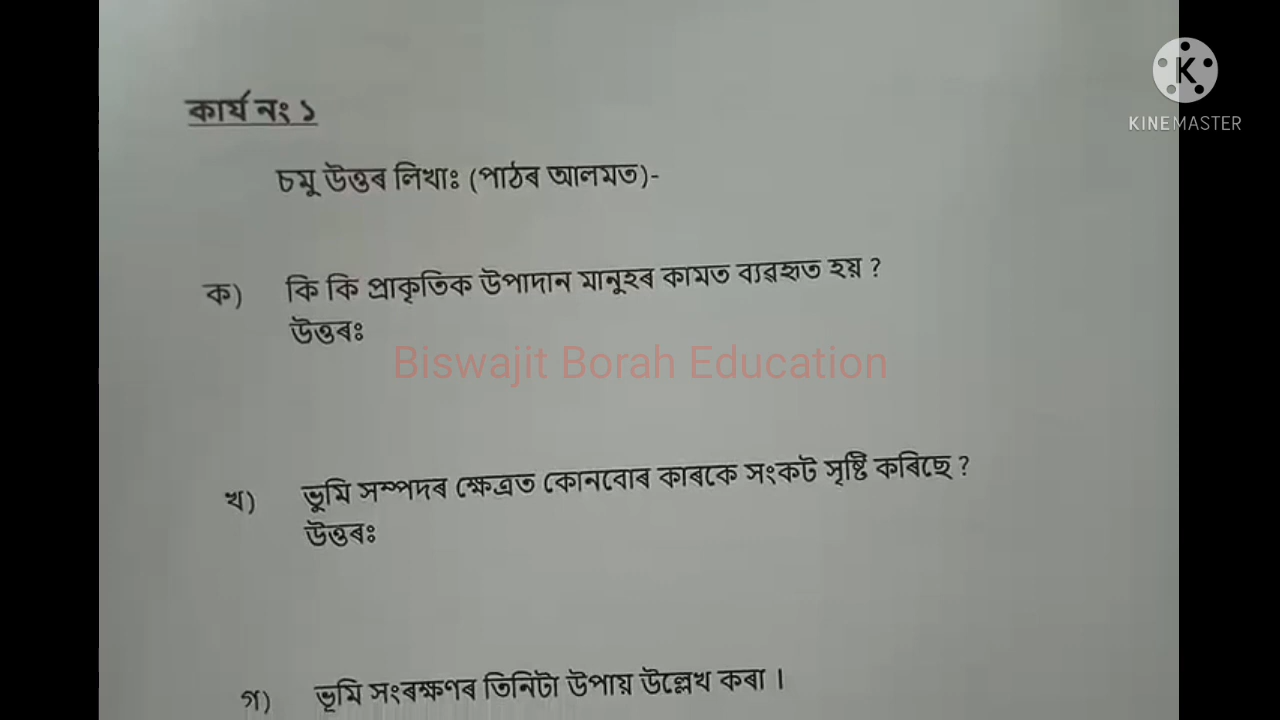 কাৰ্য নং ১
K
KINEMASTER
চমু উত্তৰ লিখাঃ (পাঠৰ আলমত)-
ক) কি কি প্ৰাকৃতিক উপাদান মানুহৰ কামত ব্যৱহৃত হয় ?
উত্তৰঃ
Biswajit Borah Education
খ) ভুমি সম্পদৰ ক্ষেত্ৰত কোনবোৰ কাৰকে সংকট সৃষ্টি কৰিছে ?
উত্তৰঃ
গ) ভূমি সংৰক্ষণৰ তিনিটা উপায় উল্লেখ কৰা ।